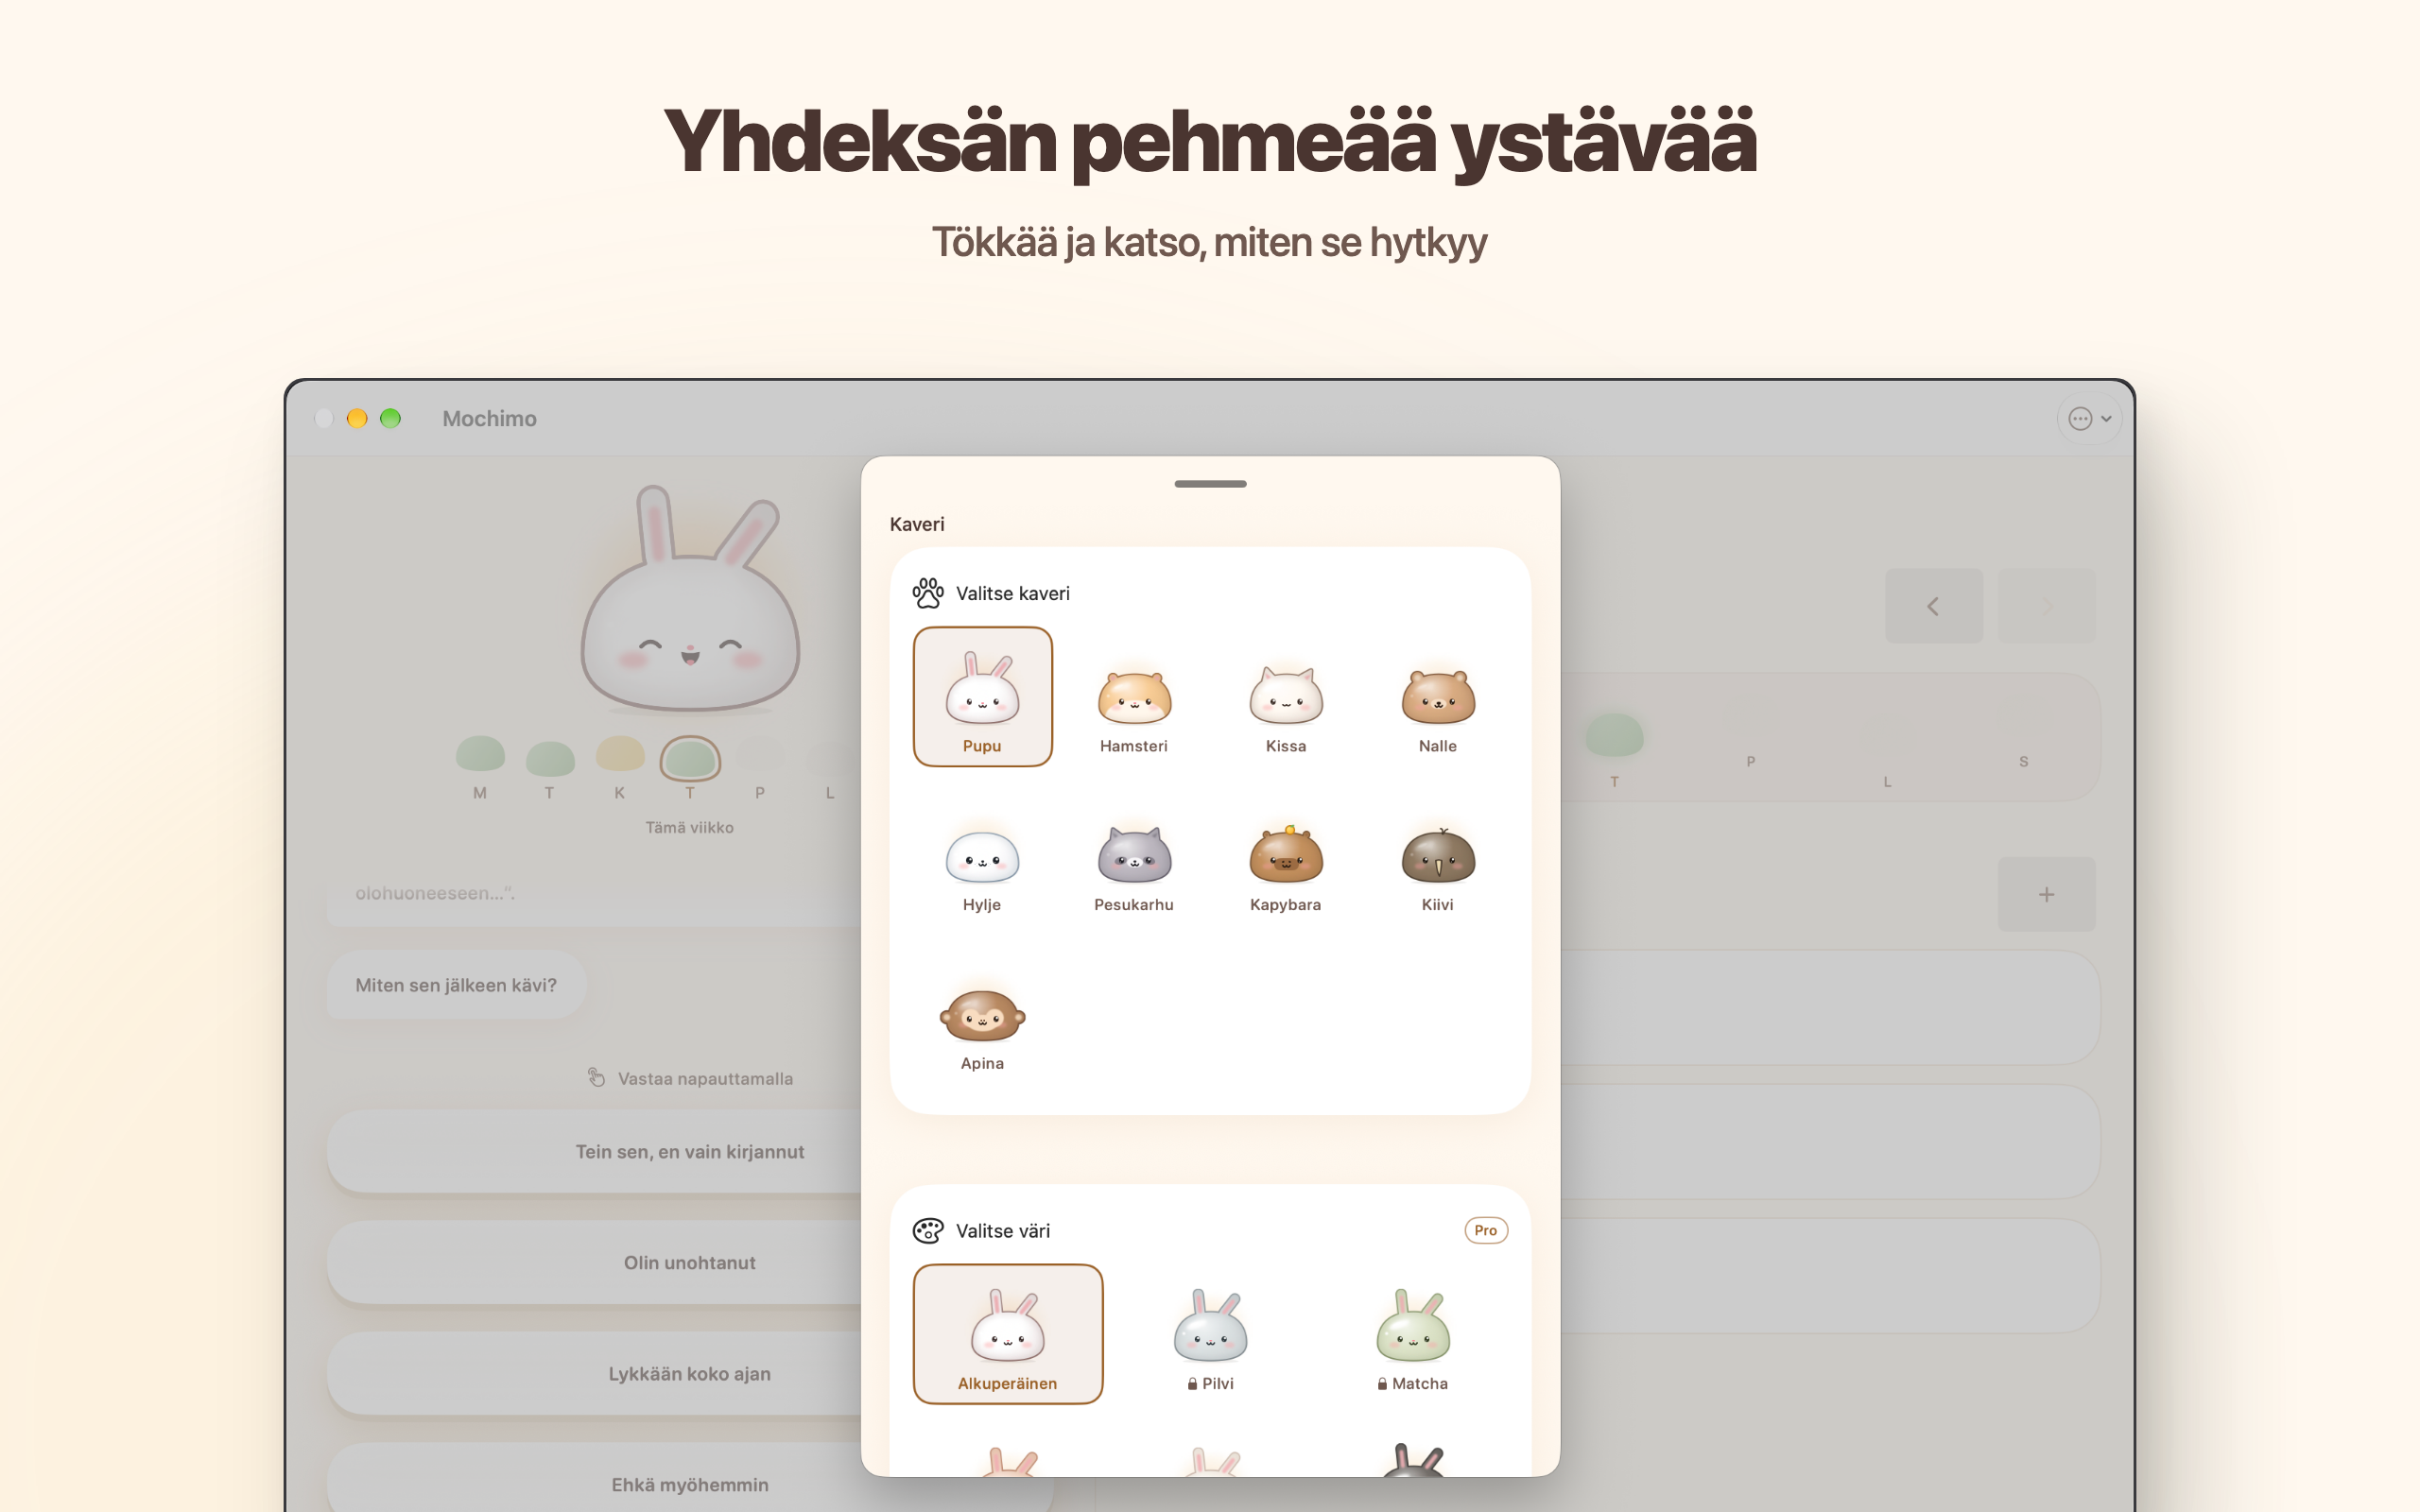 Yhdeksän pehmeää ystävää
Tökkää ja katso, miten se hytkyy
Mochimo
M T K T P L
Tämä viikko
olohuoneeseen…“.
Miten sen jälkeen kävi?
Vastaa napauttamalla
Tein sen, en vain kirjannut
Olin unohtanut
Lykkään koko ajan
Ehkä myöhemmin
Kaveri
Valitse kaveri
Pupu Hamsteri Kissa Nalle
Hylje Pesukarhu Kapybara Kiivi
Apina
Valitse väri Pro
Alkuperäinen Pilvi Matcha
T P L S